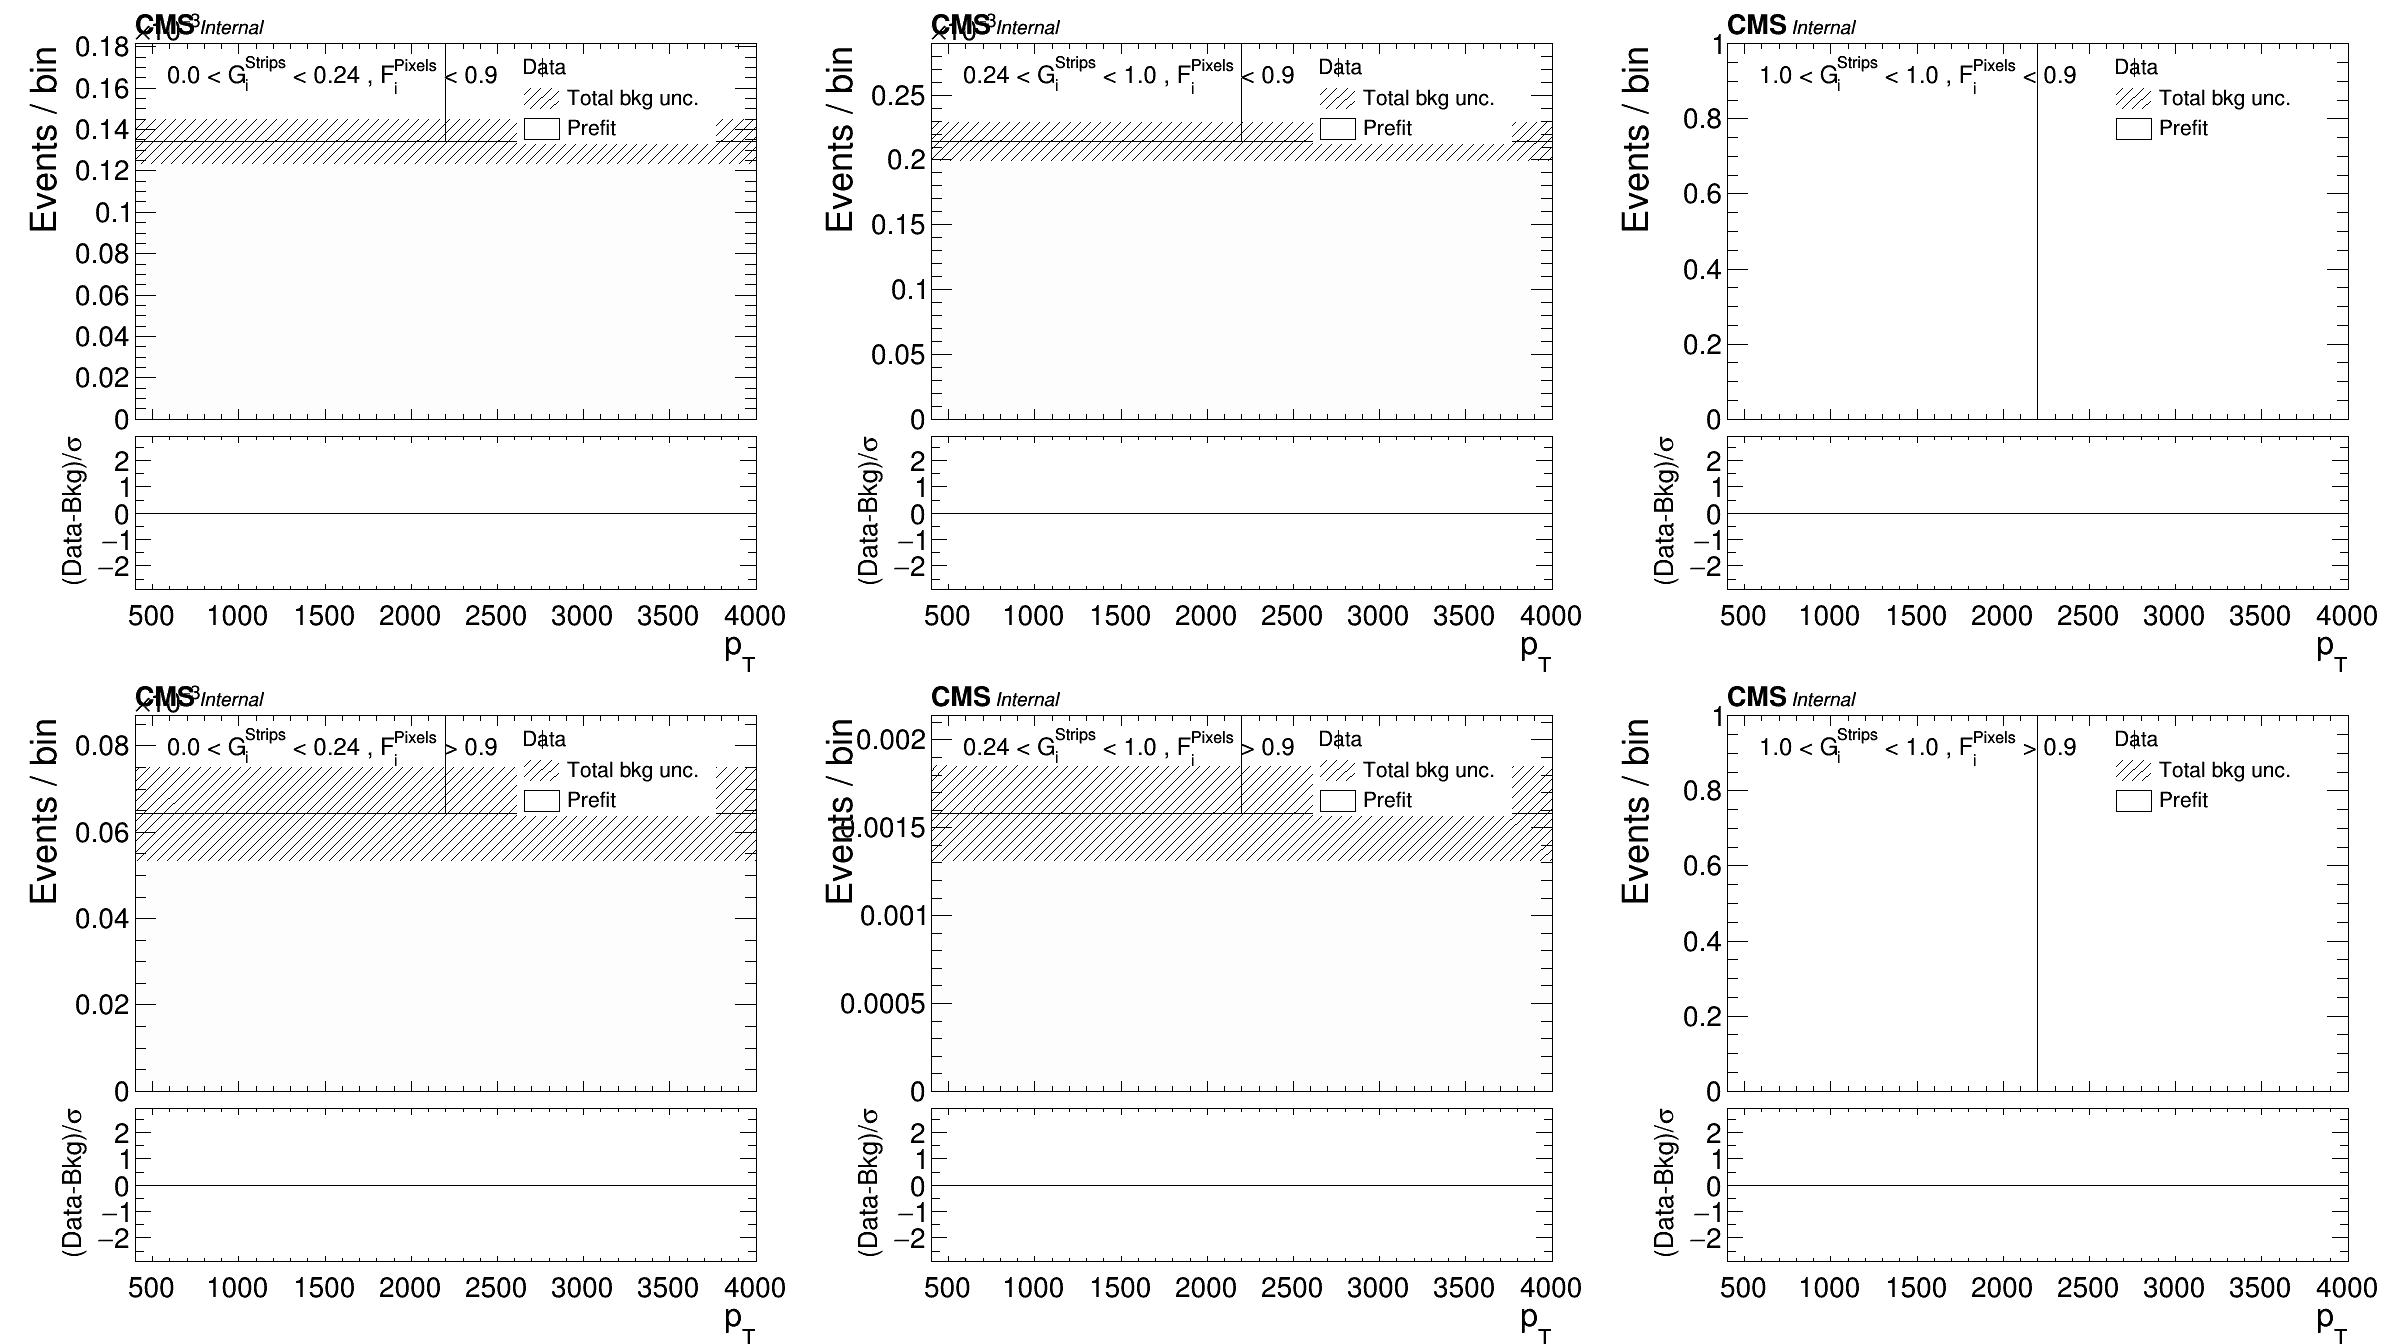 CMS Internal
×10⁻³
0.0 < G_i^Strips < 0.24 , F_i^Pixels < 0.9
Data
Total bkg unc.
Prefit
Events / bin
0.18
0.16
0.14
0.12
0.1
0.08
0.06
0.04
0.02
0
(Data-Bkg)/σ
2
1
0
−1
−2
500 1000 1500 2000 2500 3000 3500 4000
p_T
CMS Internal
×10⁻³
0.24 < G_i^Strips < 1.0 , F_i^Pixels < 0.9
Data
Total bkg unc.
Prefit
Events / bin
0.25
0.2
0.15
0.1
0.05
0
(Data-Bkg)/σ
2
1
0
−1
−2
500 1000 1500 2000 2500 3000 3500 4000
p_T
CMS Internal
1.0 < G_i^Strips < 1.0 , F_i^Pixels < 0.9
Data
Total bkg unc.
Prefit
Events / bin
1
0.8
0.6
0.4
0.2
0
(Data-Bkg)/σ
2
1
0
−1
−2
500 1000 1500 2000 2500 3000 3500 4000
p_T
CMS Internal
×10⁻³
0.0 < G_i^Strips < 0.24 , F_i^Pixels > 0.9
Data
Total bkg unc.
Prefit
Events / bin
0.08
0.06
0.04
0.02
0
(Data-Bkg)/σ
2
1
0
−1
−2
500 1000 1500 2000 2500 3000 3500 4000
p_T
CMS Internal
0.24 < G_i^Strips < 1.0 , F_i^Pixels > 0.9
Data
Total bkg unc.
Prefit
Events / bin
0.002
0.0015
0.001
0.0005
0
(Data-Bkg)/σ
2
1
0
−1
−2
500 1000 1500 2000 2500 3000 3500 4000
p_T
CMS Internal
1.0 < G_i^Strips < 1.0 , F_i^Pixels > 0.9
Data
Total bkg unc.
Prefit
Events / bin
1
0.8
0.6
0.4
0.2
0
(Data-Bkg)/σ
2
1
0
−1
−2
500 1000 1500 2000 2500 3000 3500 4000
p_T